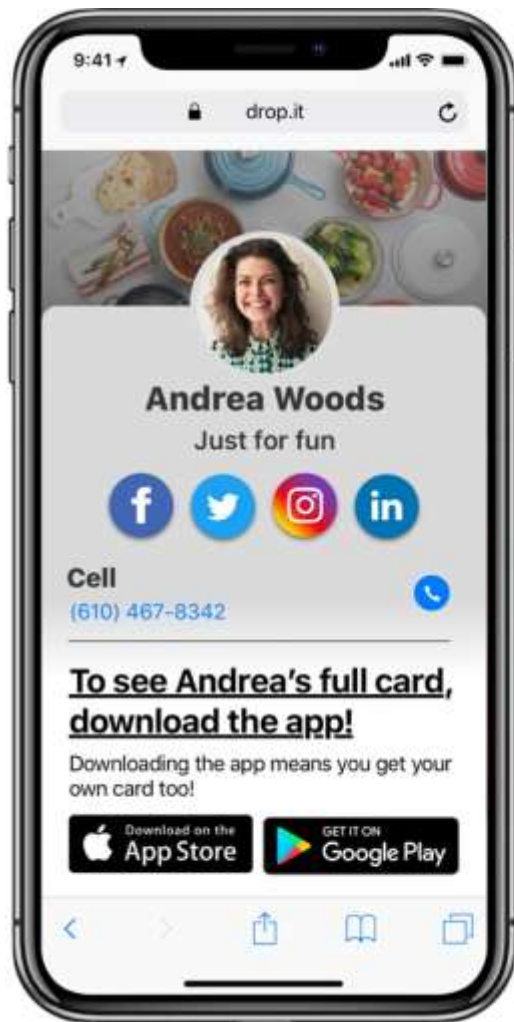 9:41
drop.it
Andrea Woods
Just for fun
f
in
Cell
(610) 467-8342
To see Andrea's full card,
download the app!
Downloading the app means you get your
own card too!
Download on the
App Store
GET IT ON
Google Play